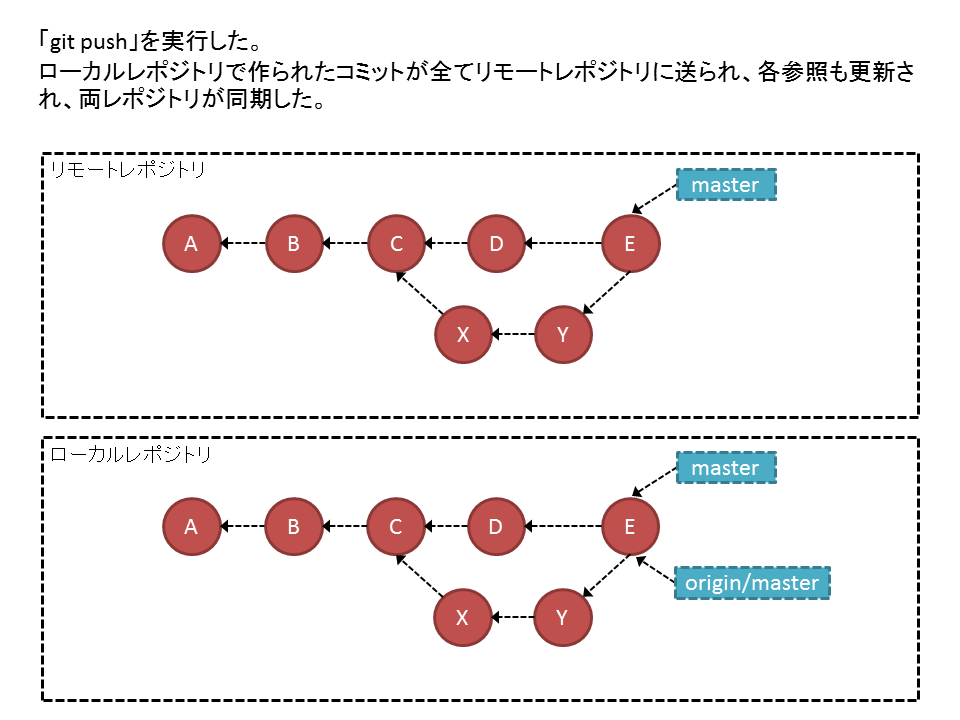 「git push」を実行した。
ローカルレポジトリで作られたコミットが全てリモートレポジトリに送られ、各参照も更新さ
れ、両レポジトリが同期した。
リモートレポジトリ
master
A
B
C
D
E
X
Y
ローカルレポジトリ
master
A
B
C
D
E
origin/master
X
Y